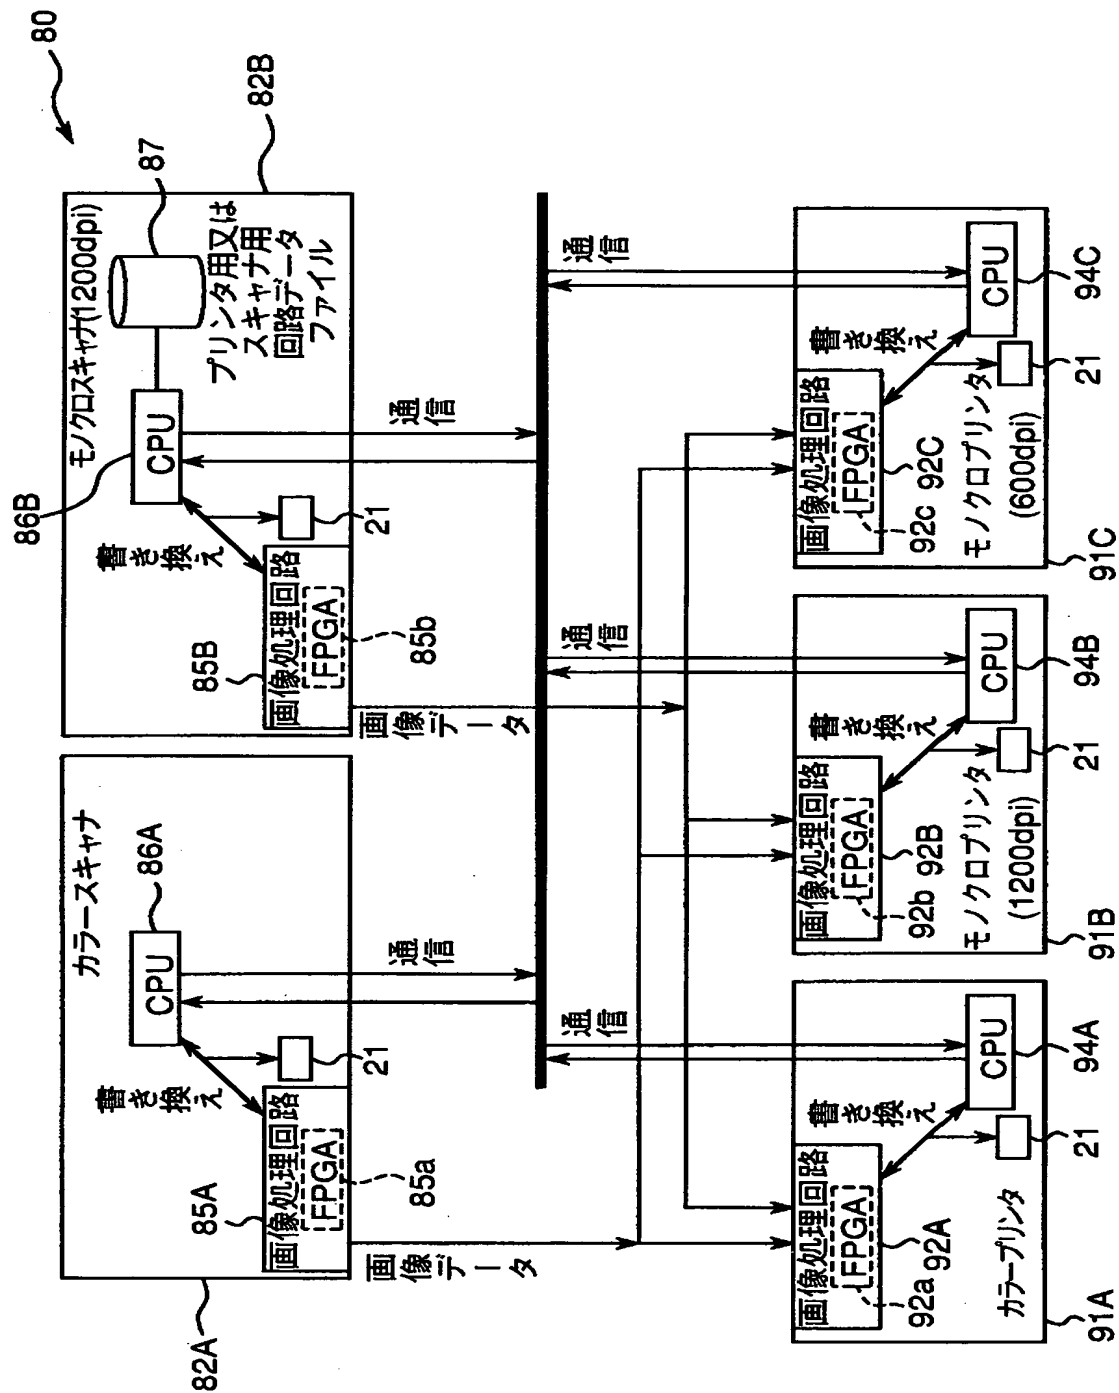 80
82A
カラースキャナ
86A
CPU
書き換え
21
85A
画像処理回路
FPGA
85a
通信
画像データ
82B
モノクロスキャナ(1200dpi)
87
86B
CPU
プリンタ用又は
スキャナ用
回路データ
ファイル
書き換え
21
85B
画像処理回路
FPGA
85b
通信
画像データ
通信
画像処理回路
FPGA
92a
92A
書き換え
CPU
94A
21
カラープリンタ
91A
通信
画像処理回路
FPGA
92b
92B
書き換え
CPU
94B
21
モノクロプリンタ
(1200dpi)
91B
通信
画像処理回路
FPGA
92c
92C
書き換え
CPU
94C
21
モノクロプリンタ
(600dpi)
91C